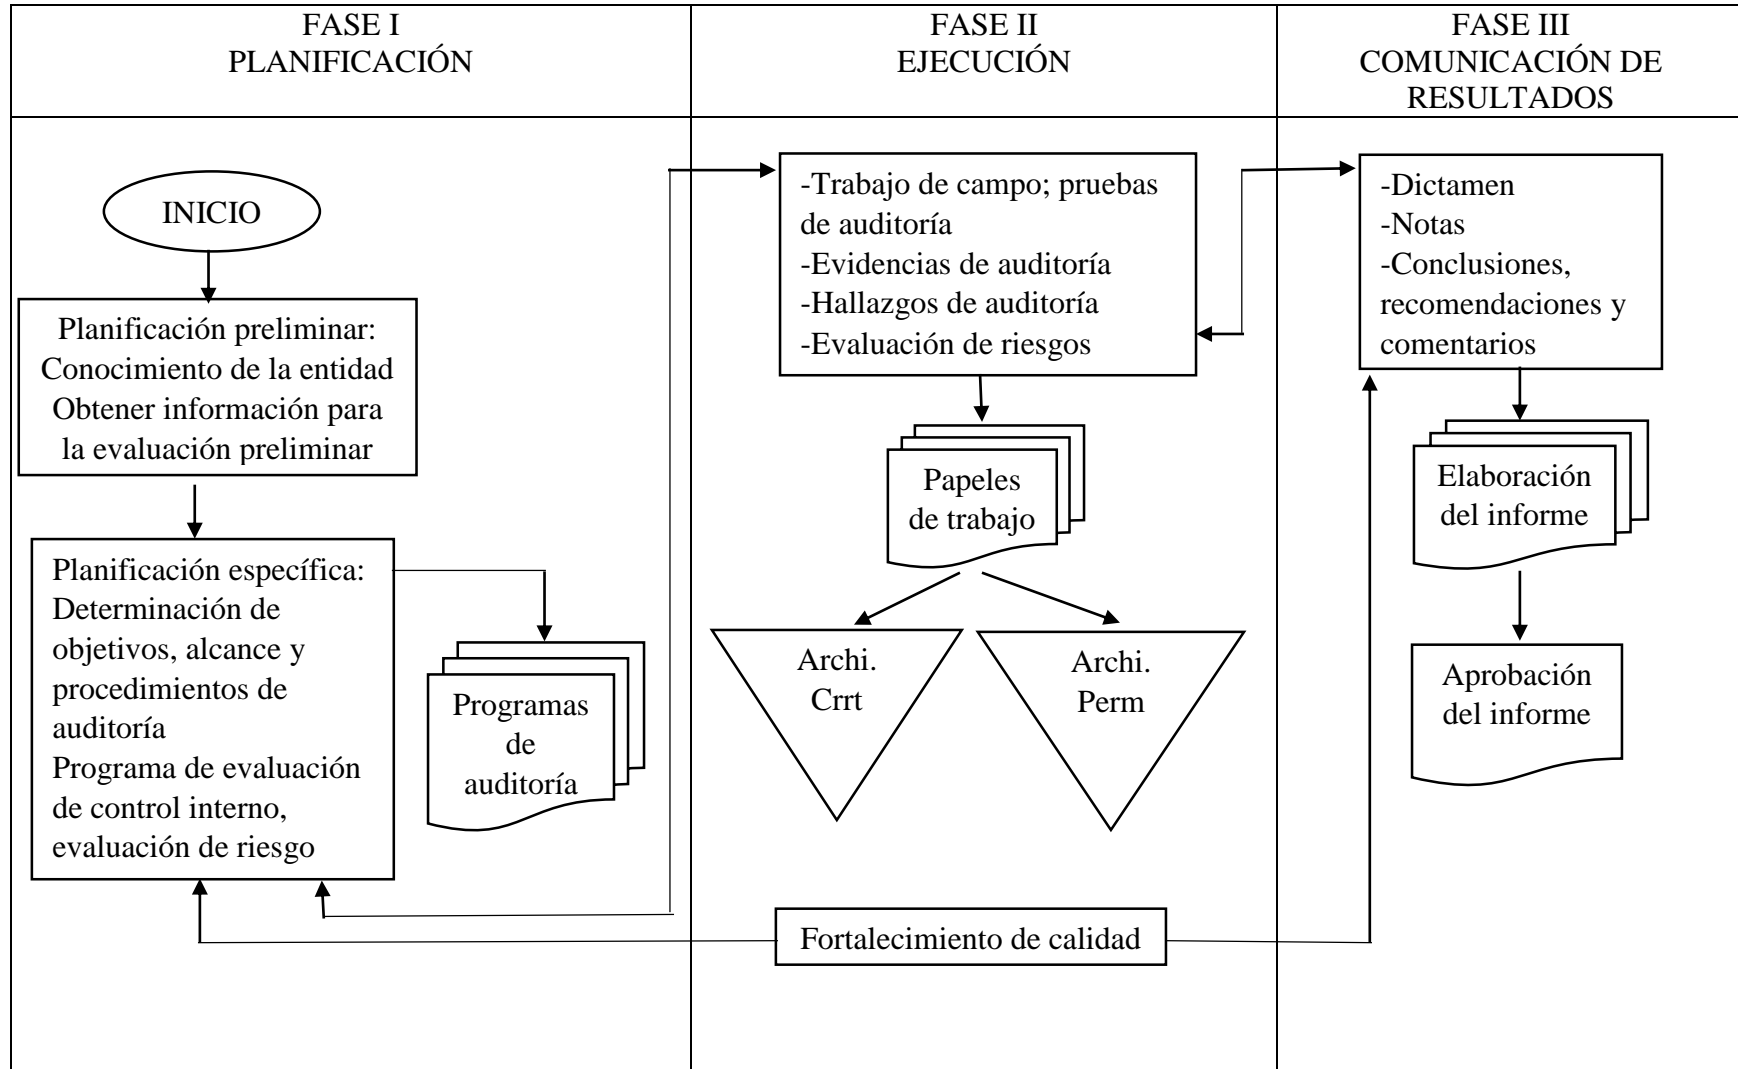 FASE I
PLANIFICACIÓN
FASE II
EJECUCIÓN
FASE III
COMUNICACIÓN DE
RESULTADOS
INICIO
Planificación preliminar:
Conocimiento de la entidad
Obtener información para
la evaluación preliminar
Planificación específica:
Determinación de
objetivos, alcance y
procedimientos de
auditoría
Programa de evaluación
de control interno,
evaluación de riesgo
Programas
de
auditoría
-Trabajo de campo; pruebas
de auditoría
-Evidencias de auditoría
-Hallazgos de auditoría
-Evaluación de riesgos
Papeles
de trabajo
Archi.
Crrt
Archi.
Perm
Fortalecimiento de calidad
-Dictamen
-Notas
-Conclusiones,
recomendaciones y
comentarios
Elaboración
del informe
Aprobación
del informe